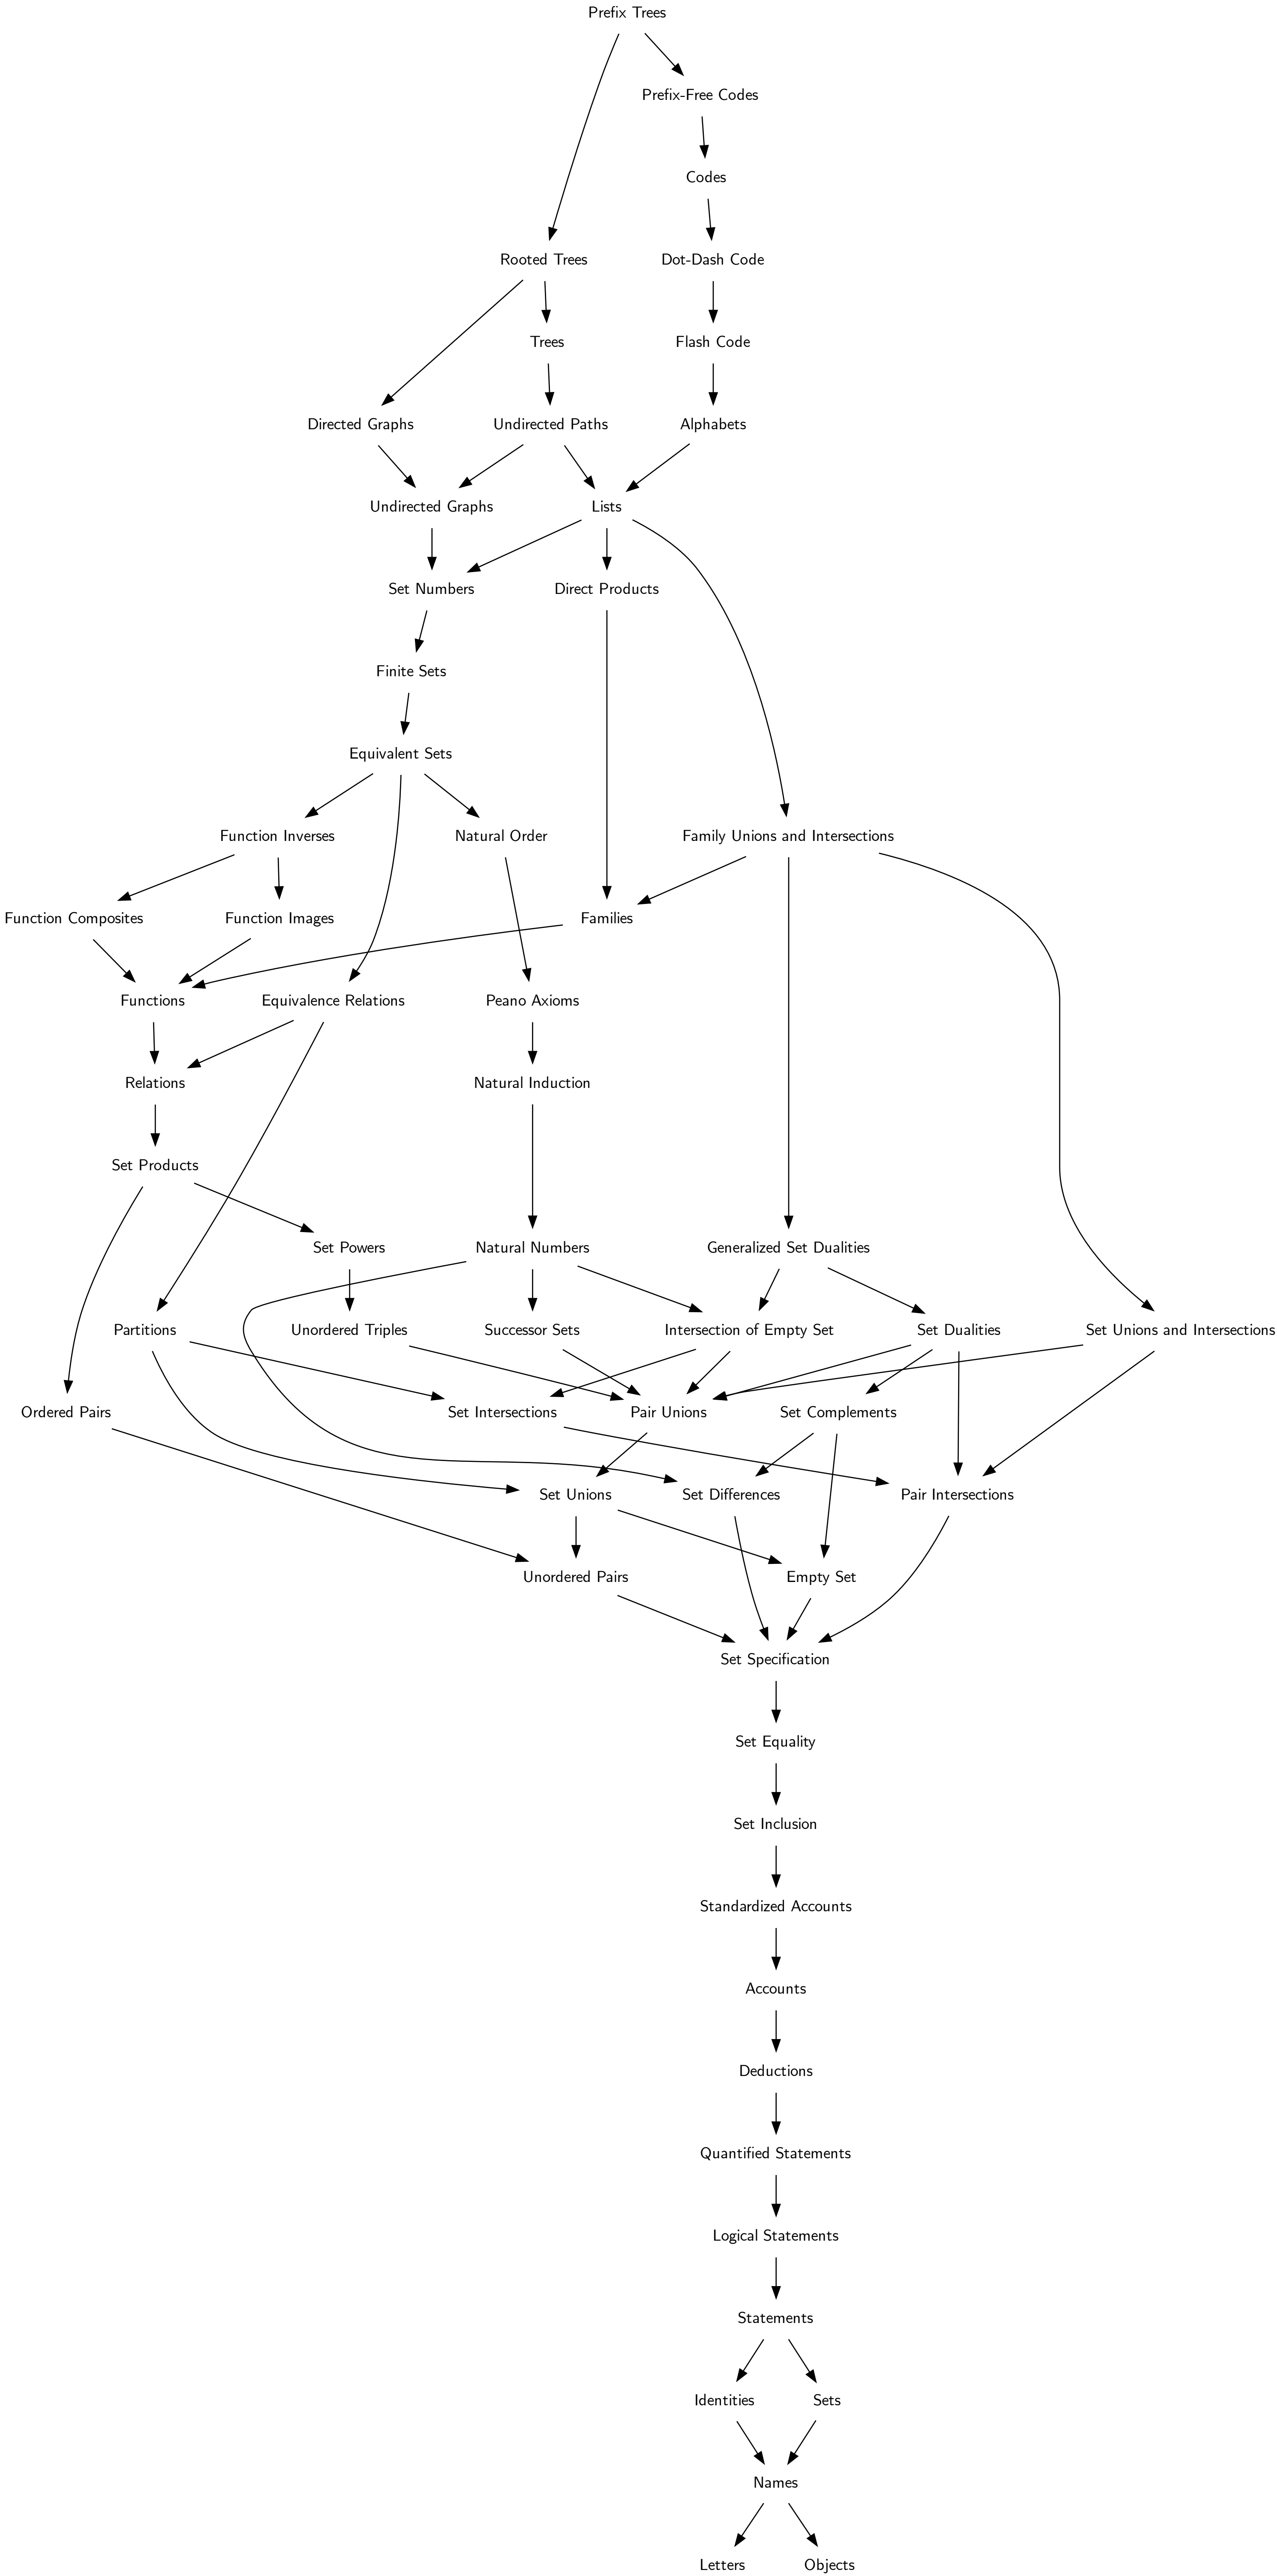 Prefix Trees
Prefix-Free Codes
Codes
Rooted Trees
Dot-Dash Code
Trees
Flash Code
Directed Graphs
Undirected Paths
Alphabets
Undirected Graphs
Lists
Set Numbers
Direct Products
Finite Sets
Equivalent Sets
Function Inverses
Natural Order
Family Unions and Intersections
Function Composites
Function Images
Families
Functions
Equivalence Relations
Peano Axioms
Relations
Natural Induction
Set Products
Set Powers
Natural Numbers
Generalized Set Dualities
Partitions
Unordered Triples
Successor Sets
Intersection of Empty Set
Set Dualities
Set Unions and Intersections
Ordered Pairs
Set Intersections
Pair Unions
Set Complements
Set Unions
Set Differences
Pair Intersections
Unordered Pairs
Empty Set
Set Specification
Set Equality
Set Inclusion
Standardized Accounts
Accounts
Deductions
Quantified Statements
Logical Statements
Statements
Identities
Sets
Names
Letters
Objects